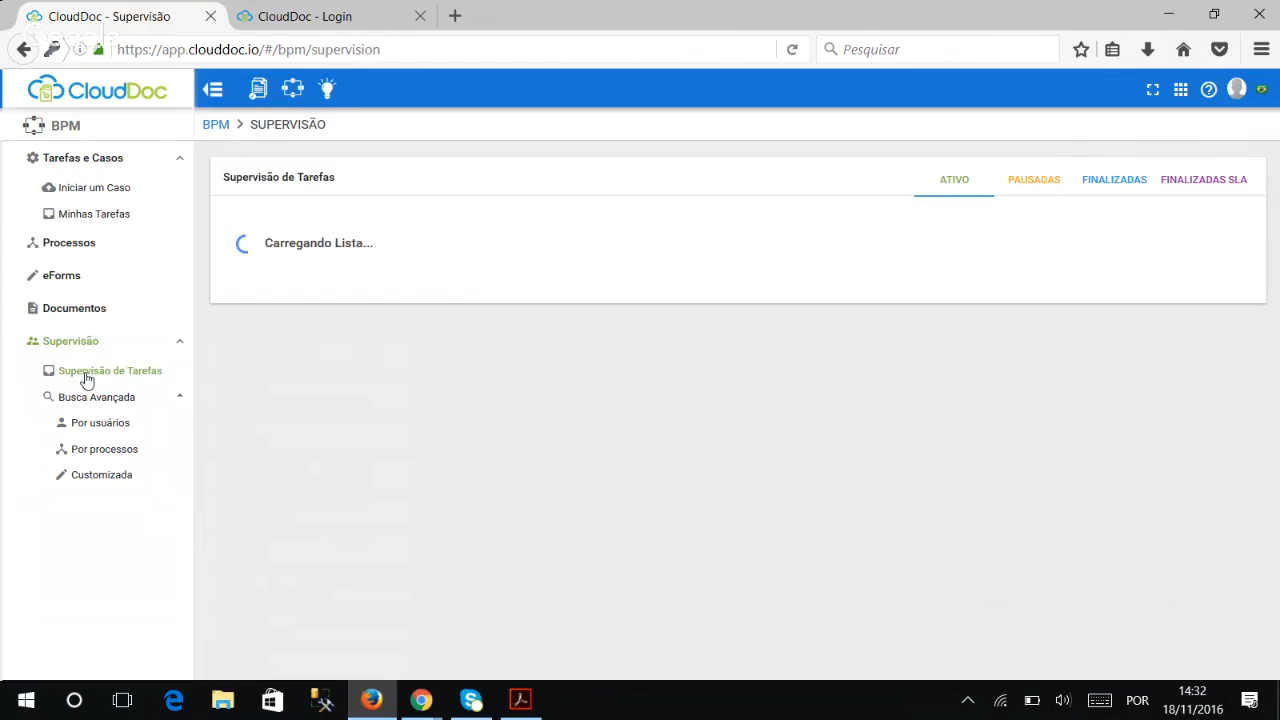 CloudDoc - Supervisão
CloudDoc - Login
https://app.clouddoc.io/#/bpm/supervision
Pesquisar
CloudDoc
BPM
BPM > SUPERVISÃO
Tarefas e Casos
Iniciar um Caso
Minhas Tarefas
Processos
eForms
Documentos
Supervisão
Supervisão de Tarefas
Busca Avançada
Por usuários
Por processos
Customizada
Supervisão de Tarefas
ATIVO
PAUSADAS
FINALIZADAS
FINALIZADAS SLA
Carregando Lista...
POR
14:32
18/11/2016